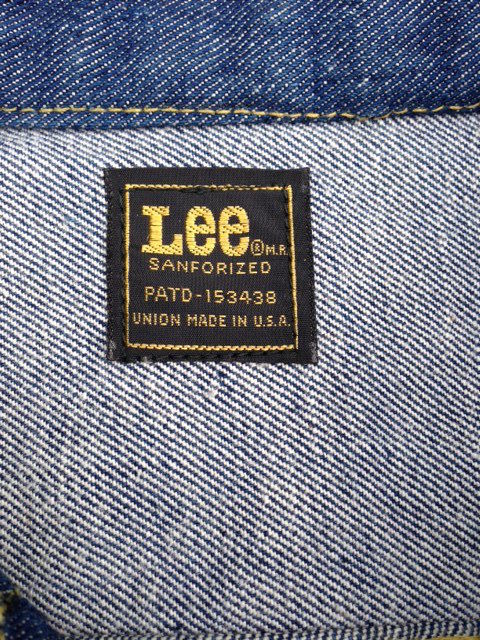 Lee ® M.R.
SANFORIZED
PATD-153438
UNION MADE IN U.S.A.